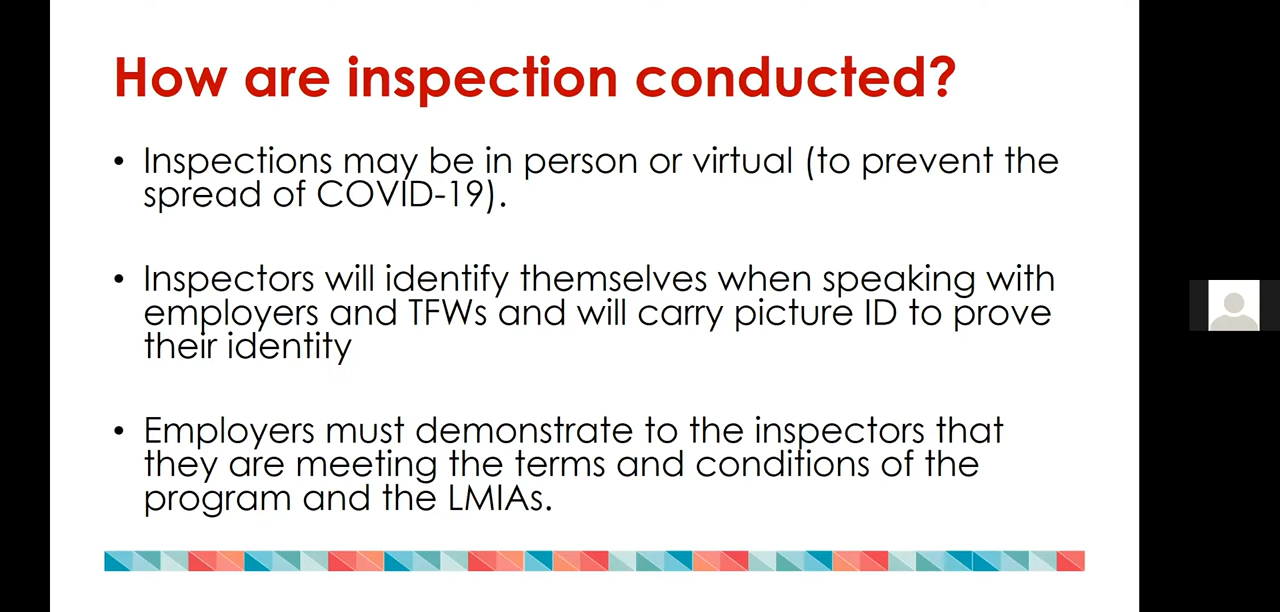 How are inspection conducted?
• Inspections may be in person or virtual (to prevent the
spread of COVID-19).
• Inspectors will identify themselves when speaking with
employers and TFWs and will carry picture ID to prove
their identity
• Employers must demonstrate to the inspectors that
they are meeting the terms and conditions of the
program and the LMIAs.